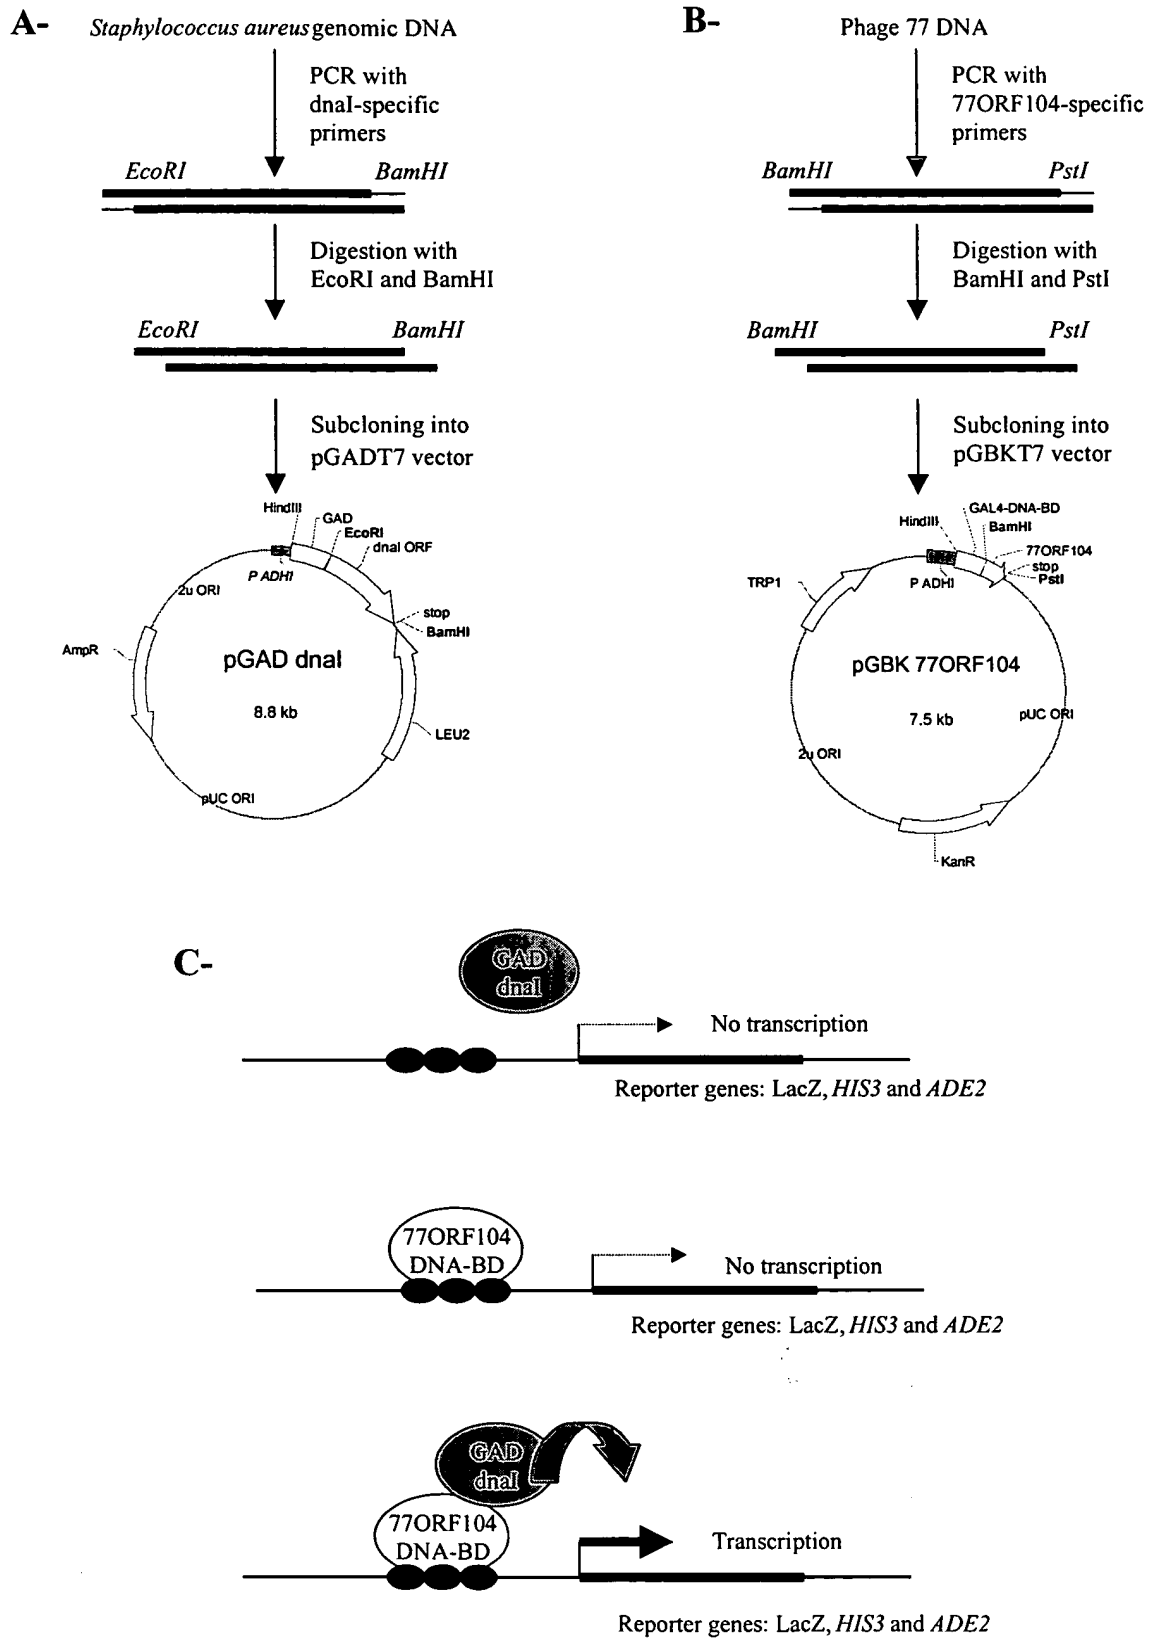 A-
Staphylococcus aureus genomic DNA
PCR with
dnaI-specific
primers
EcoRI BamHI
Digestion with
EcoRI and BamHI
EcoRI BamHI
Subcloning into
pGADT7 vector
HindIII
GAD
EcoRI
dnaI ORF
P ADHI
2u ORI
stop
BamHI
AmpR
pGAD dnaI
8.8 kb
LEU2
pUC ORI
B-
Phage 77 DNA
PCR with
77ORF104-specific
primers
BamHI PstI
Digestion with
BamHI and PstI
BamHI PstI
Subcloning into
pGBKT7 vector
GAL4-DNA-BD
HindIII
BamHI
77ORF104
stop
PstI
P ADHI
TRP1
pGBK 77ORF104
7.5 kb
pUC ORI
2u ORI
KanR
C-
GAD
dnaI
No transcription
Reporter genes: LacZ, HIS3 and ADE2
77ORF104
DNA-BD
No transcription
Reporter genes: LacZ, HIS3 and ADE2
GAD
dnaI
77ORF104
DNA-BD
Transcription
Reporter genes: LacZ, HIS3 and ADE2